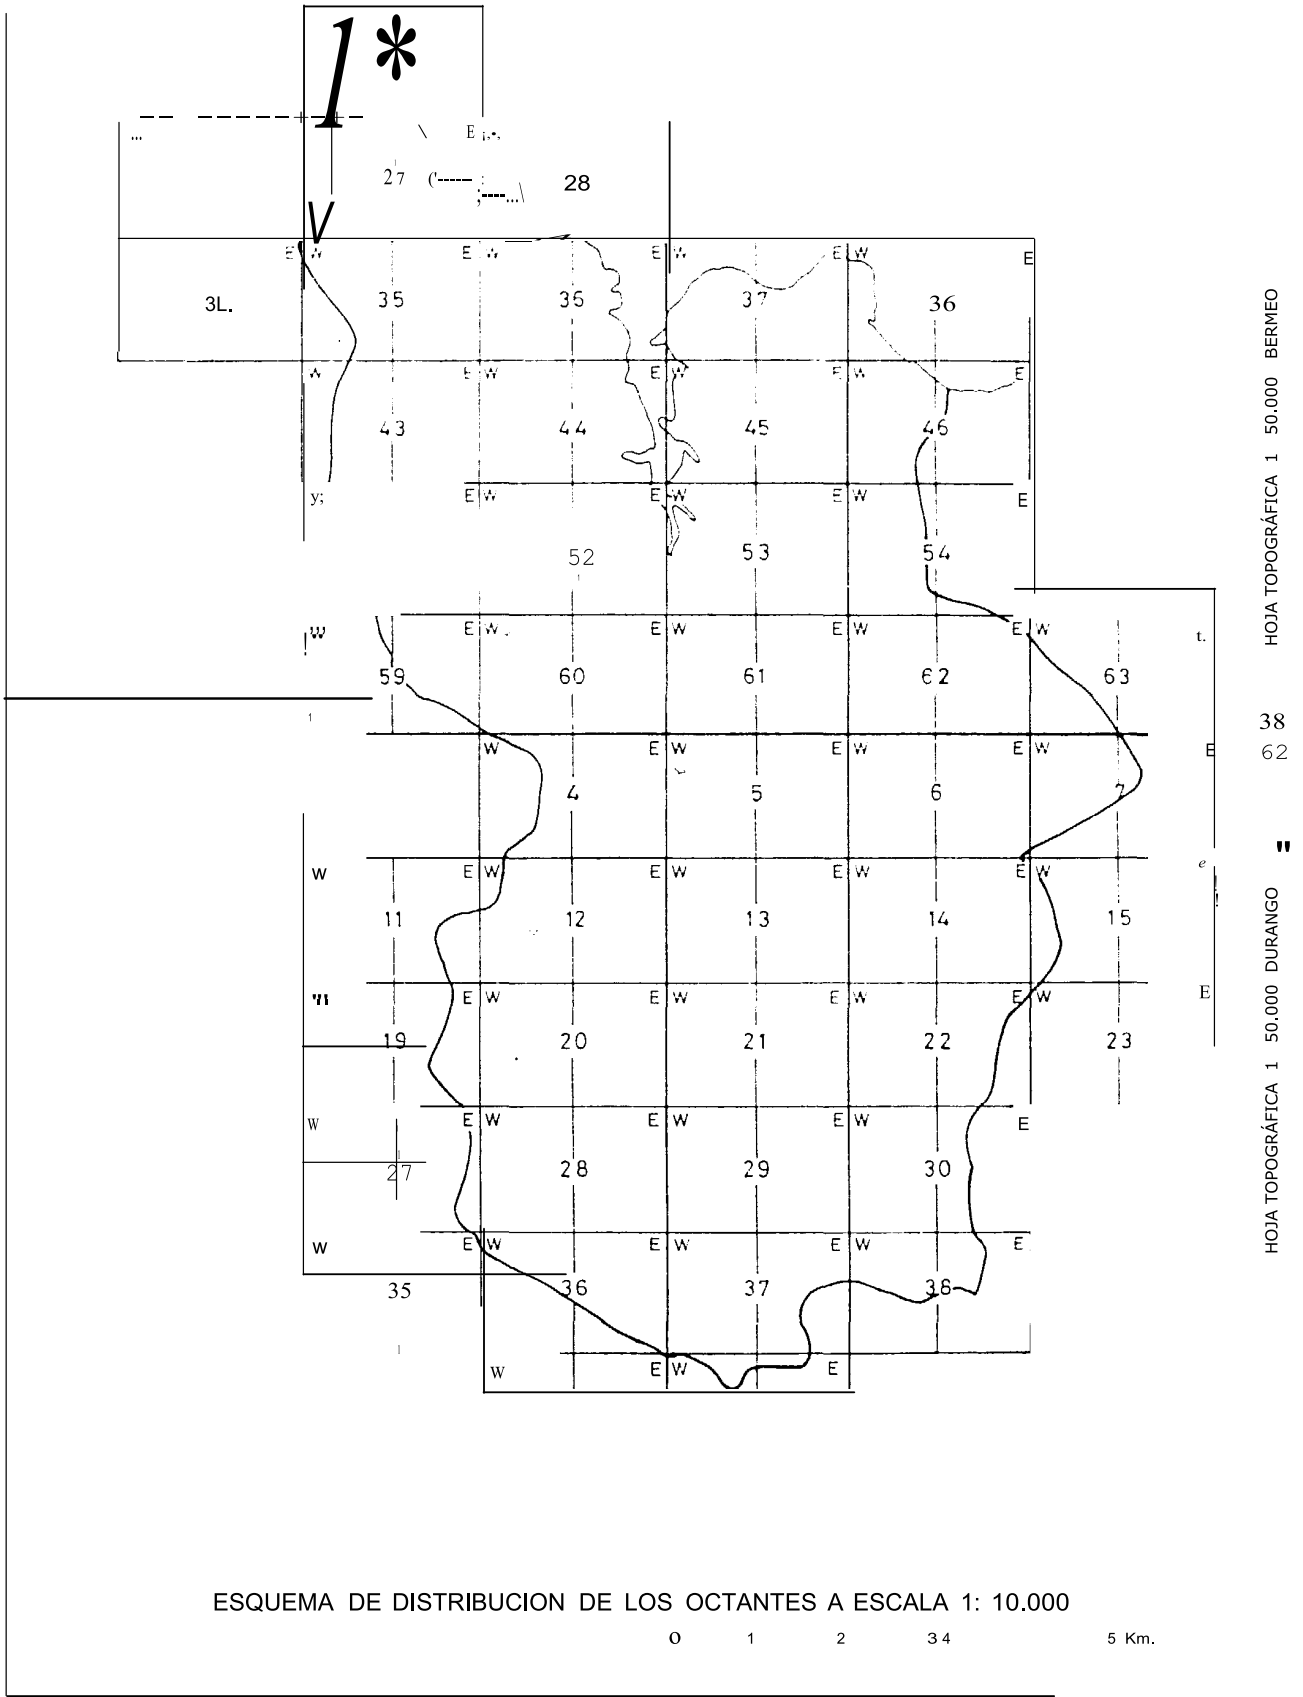 1*
... \ E
27 28
V
E W E W E W E W E
3L. 35 35 37 36
W E W E W E W E
43 44 45 46
y; E W E W E W E
52 53 54
W E W E W E W E W t.
59 60 61 62 63
W E W E W E W E
4 5 6 7
W E W E W E W E W e
11 12 13 14 15
"" E W E W E W E W E
19 20 21 22 23
W E W E W E W E
27 28 29 30
W E W E W E W E
35 36 37 38
W E W E
HOJA TOPOGRÁFICA 1 50.000 BERMEO
38
62
"
HOJA TOPOGRÁFICA 1 50.000 DURANGO
ESQUEMA DE DISTRIBUCION DE LOS OCTANTES A ESCALA 1: 10.000
O 1 2 3 4 5 Km.